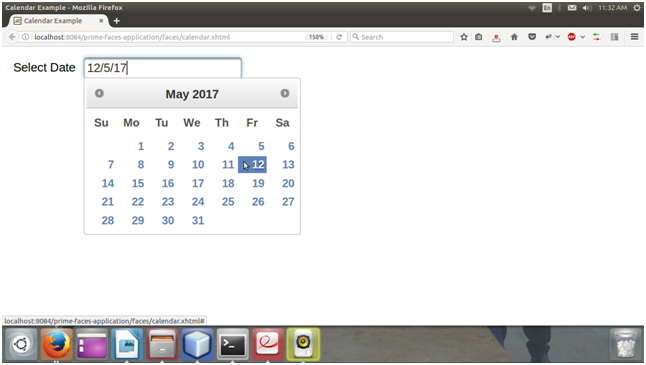 Calendar Example - Mozilla Firefox
En
11:32 AM
Calendar Example
localhost:8084/prime-faces-application/faces/calendar.xhtml
150%
Search
ABP
Select Date
12/5/17
May 2017
Su Mo Tu We Th Fr Sa
1 2 3 4 5 6
7 8 9 10 11 12 13
14 15 16 17 18 19 20
21 22 23 24 25 26 27
28 29 30 31
localhost:8084/prime-faces-application/faces/calendar.xhtml#